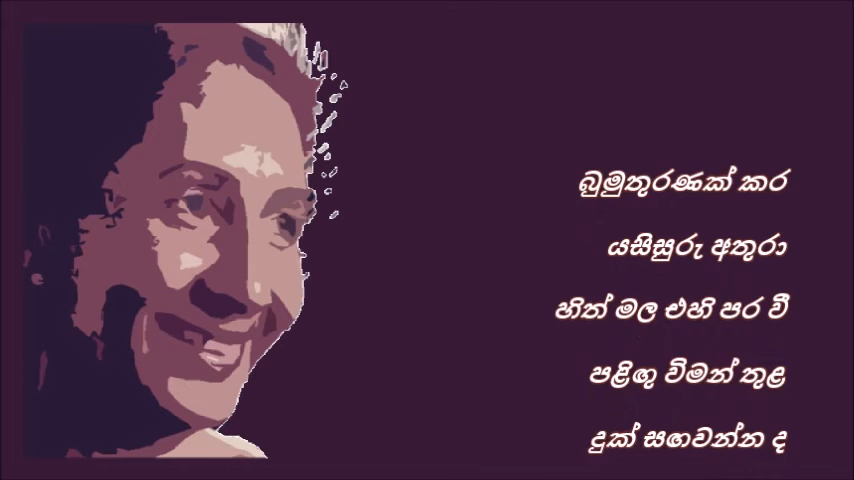 බුමුතුරණක් කර
යසිසුරු අතුරා
හිත් මල එහි පර වී
පළිඟු විමන් තුළ
දුක් සඟවන්න ද